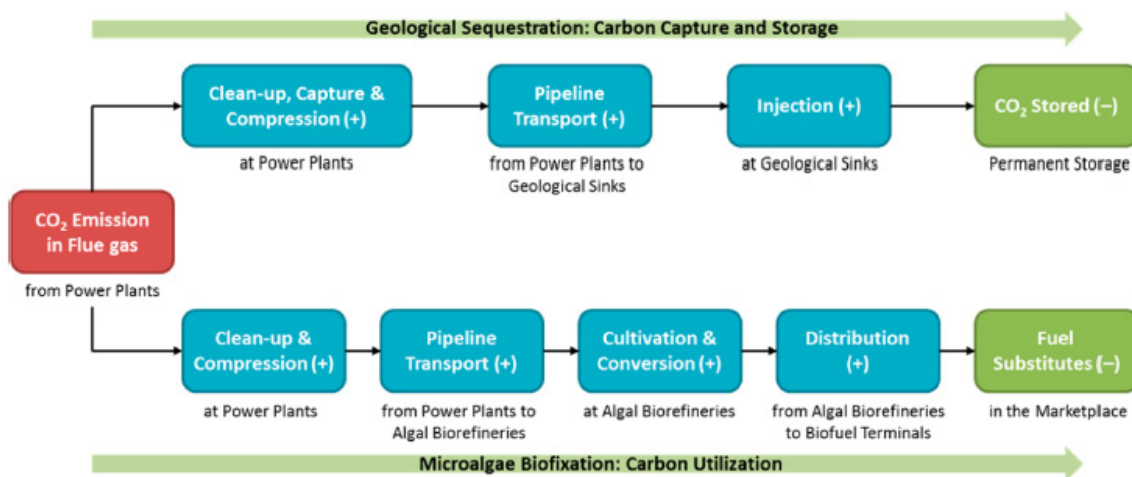 Geological Sequestration: Carbon Capture and Storage
Clean-up, Capture &
Compression (+)
at Power Plants
Pipeline
Transport (+)
from Power Plants to
Geological Sinks
Injection (+)
at Geological Sinks
CO₂ Stored (–)
Permanent Storage
CO₂ Emission
in Flue gas
from Power Plants
Clean-up &
Compression (+)
at Power Plants
Pipeline
Transport (+)
from Power Plants to
Algal Biorefineries
Cultivation &
Conversion (+)
at Algal Biorefineries
Distribution
(+)
from Algal Biorefineries
to Biofuel Terminals
Fuel
Substitutes (–)
in the Marketplace
Microalgae Biofixation: Carbon Utilization